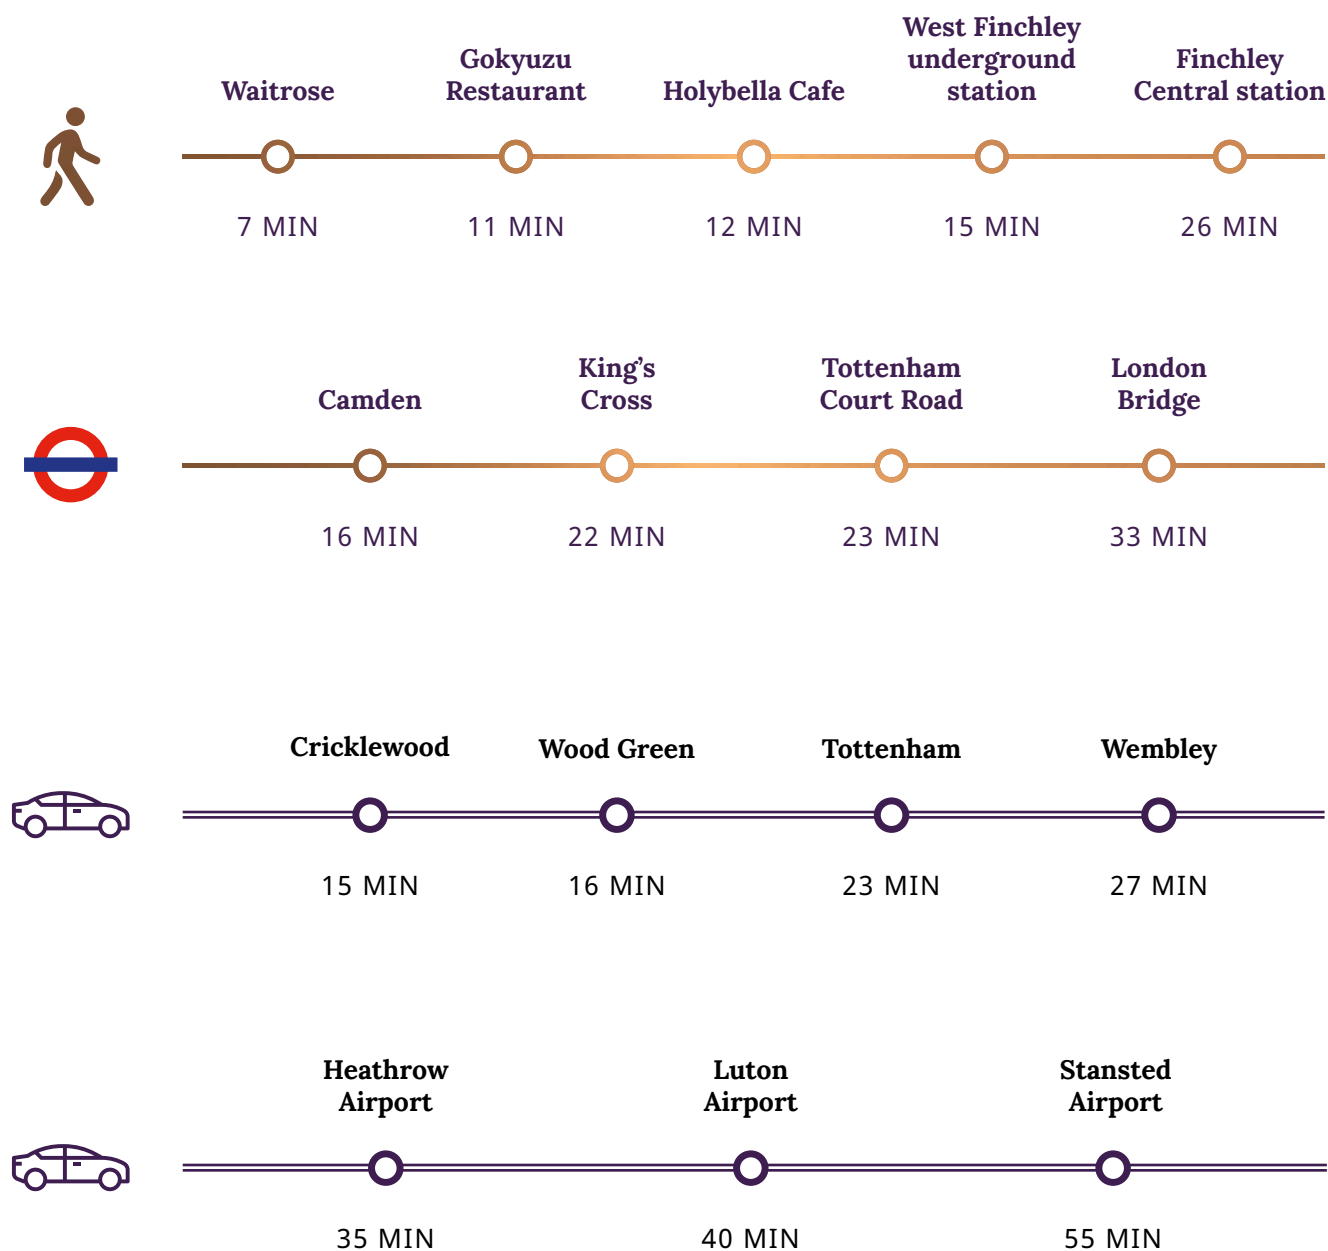 Waitrose
Gokyuzu
Restaurant
Holybella Cafe
West Finchley
underground
station
Finchley
Central station
7 MIN
11 MIN
12 MIN
15 MIN
26 MIN
Camden
King’s
Cross
Tottenham
Court Road
London
Bridge
16 MIN
22 MIN
23 MIN
33 MIN
Cricklewood
Wood Green
Tottenham
Wembley
15 MIN
16 MIN
23 MIN
27 MIN
Heathrow
Airport
Luton
Airport
Stansted
Airport
35 MIN
40 MIN
55 MIN